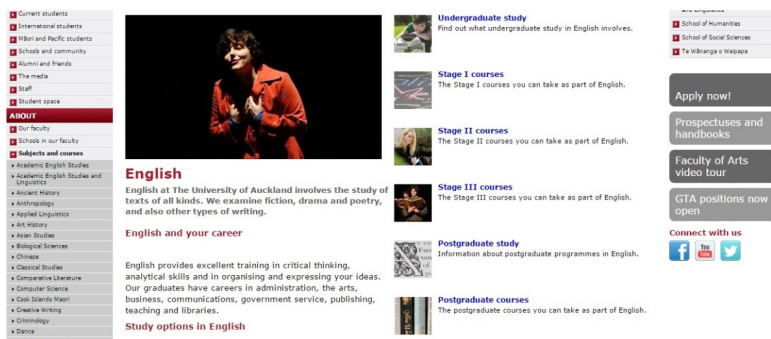 Current students
International students
Māori and Pacific students
Schools and community
Alumni and friends
The media
Staff
Student space
ABOUT
Our faculty
Schools in our faculty
Subjects and courses
Academic English Studies
Academic English Studies and
Linguistics
Ancient History
Anthropology
Applied Linguistics
Art History
Asian Studies
Biological Sciences
Chinese
Classical Studies
Comparative Literature
Computer Science
Cook Islands Maori
Creative Writing
Criminology
Dance
English
English at The University of Auckland involves the study of
texts of all kinds. We examine fiction, drama and poetry,
and also other types of writing.
English and your career
English provides excellent training in critical thinking,
analytical skills and in organising and expressing your ideas.
Our graduates have careers in administration, the arts,
business, communications, government service, publishing,
teaching and libraries.
Study options in English
Undergraduate study
Find out what undergraduate study in English involves.
Stage I courses
The Stage I courses you can take as part of English.
Stage II courses
The Stage II courses you can take as part of English.
Stage III courses
The Stage III courses you can take as part of English.
Postgraduate study
Information about postgraduate programmes in English.
Postgraduate courses
The postgraduate courses you can take as part of English.
and Linguistics
School of Humanities
School of Social Sciences
Te Wānanga o Waipapa
Apply now!
Prospectuses and
handbooks
Faculty of Arts
video tour
GTA positions now
open
Connect with us
You
Tube